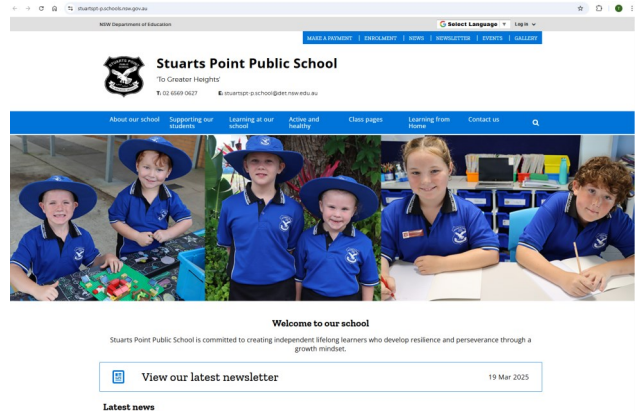 stuartspt-p.schools.nsw.gov.au
NSW Department of Education
Select Language
Log in
MAKE A PAYMENT | ENROLMENT | NEWS | NEWSLETTER | EVENTS | GALLERY
STUARTS POINT
Stuarts Point Public School
'To Greater Heights'
T: 02 6569 0627 E: stuartspt-p.school@det.nsw.edu.au
About our school
Supporting our students
Learning at our school
Active and healthy
Class pages
Learning from Home
Contact us
Welcome to our school
Stuarts Point Public School is committed to creating independent lifelong learners who develop resilience and perseverance through a
growth mindset.
View our latest newsletter 19 Mar 2025
Latest news